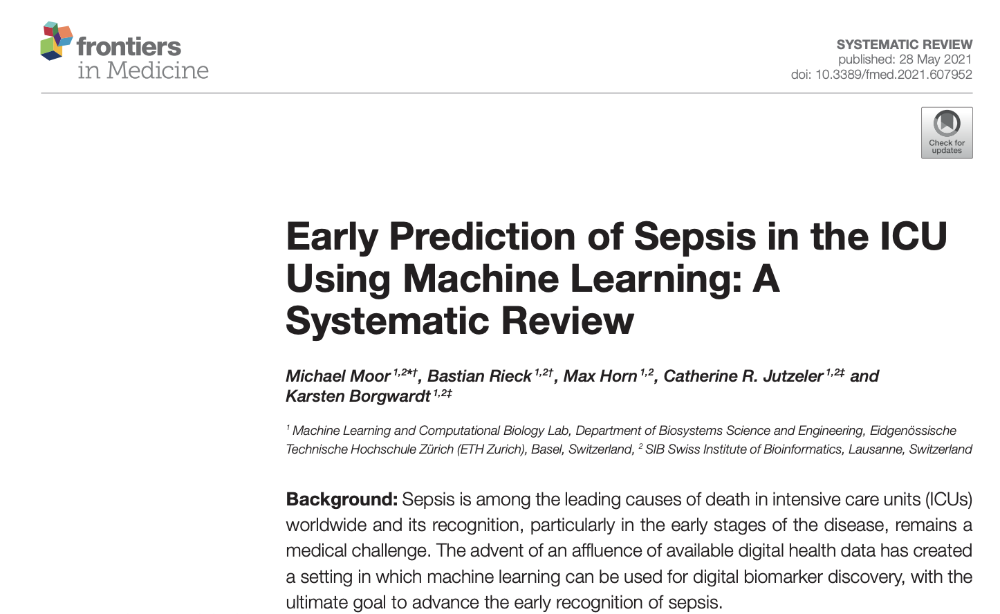 frontiers
in Medicine
SYSTEMATIC REVIEW
published: 28 May 2021
doi: 10.3389/fmed.2021.607952
Check for
updates
Early Prediction of Sepsis in the ICU
Using Machine Learning: A
Systematic Review
Michael Moor 1,2*†, Bastian Rieck 1,2†, Max Horn 1,2, Catherine R. Jutzeler 1,2‡ and
Karsten Borgwardt 1,2‡
1 Machine Learning and Computational Biology Lab, Department of Biosystems Science and Engineering, Eidgenössische
Technische Hochschule Zürich (ETH Zurich), Basel, Switzerland, 2 SIB Swiss Institute of Bioinformatics, Lausanne, Switzerland
Background: Sepsis is among the leading causes of death in intensive care units (ICUs)
worldwide and its recognition, particularly in the early stages of the disease, remains a
medical challenge. The advent of an affluence of available digital health data has created
a setting in which machine learning can be used for digital biomarker discovery, with the
ultimate goal to advance the early recognition of sepsis.